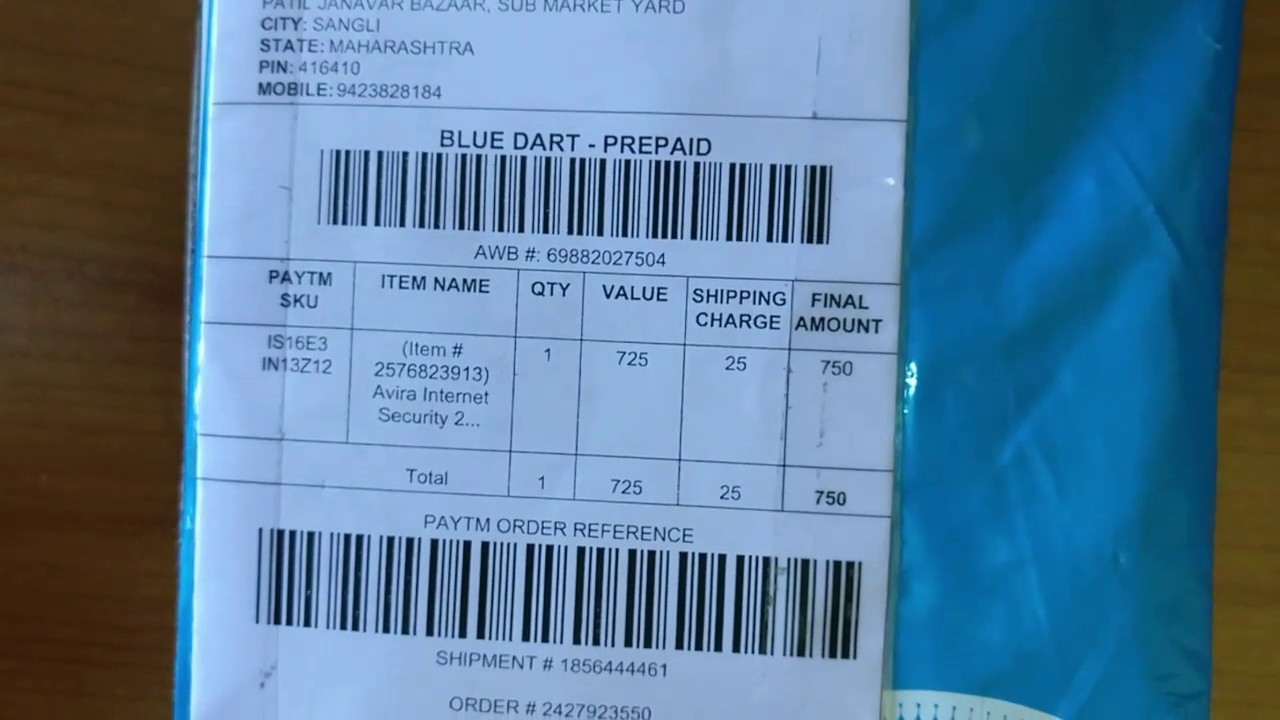 PATIL JANAVAR BAZAAR, SUB MARKET YARD
CITY: SANGLI
STATE: MAHARASHTRA
PIN: 416410
MOBILE: 9423828184
BLUE DART - PREPAID
AWB #: 69882027504
PAYTM SKU ITEM NAME QTY VALUE SHIPPING CHARGE FINAL AMOUNT
IS16E3 (Item # 1 725 25 750
IN13Z12 2576823913)
Avira Internet
Security 2...
Total 1 725 25 750
PAYTM ORDER REFERENCE
SHIPMENT # 1856444461
ORDER # 2427923550